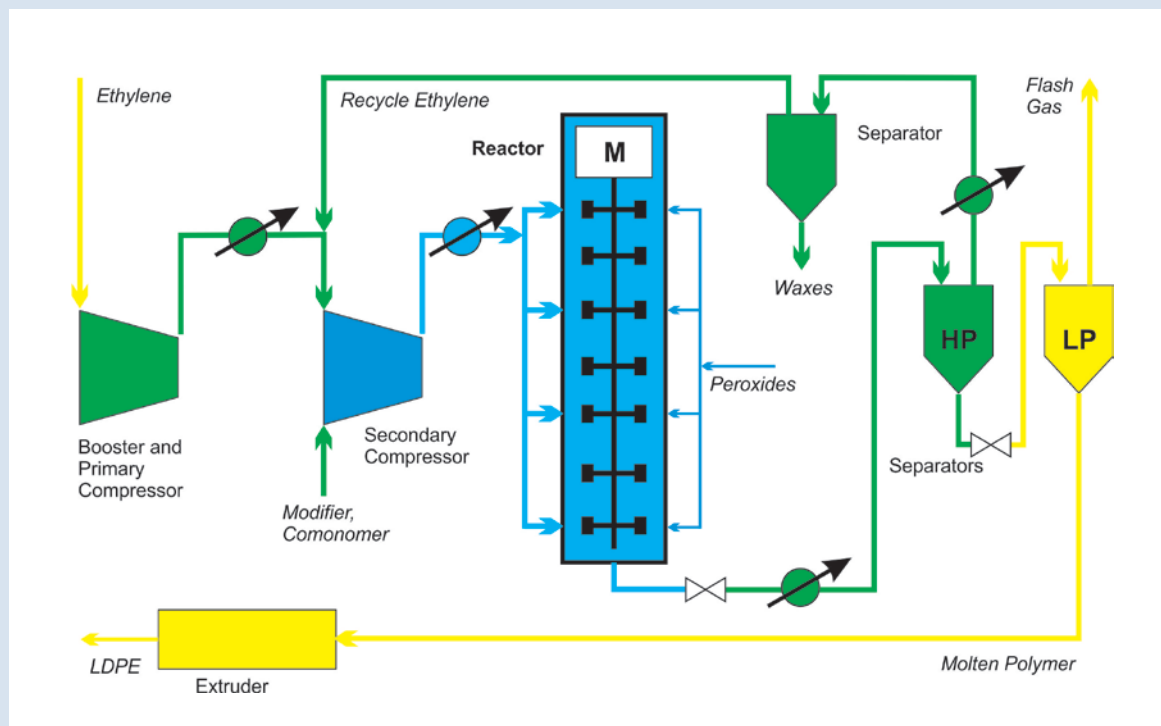 Ethylene
Recycle Ethylene
Flash
Gas
Reactor
M
Separator
Waxes
HP
LP
Peroxides
Booster and
Primary
Compressor
Secondary
Compressor
Separators
Modifier,
Comonomer
LDPE
Extruder
Molten Polymer